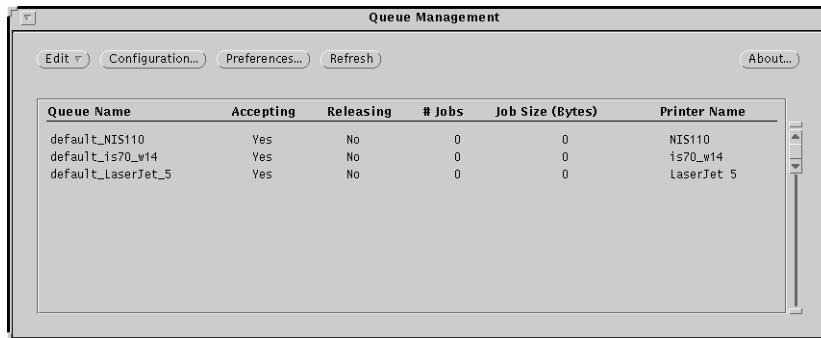 Queue Management
Edit Configuration... Preferences... Refresh About...
Queue Name Accepting Releasing # Jobs Job Size (Bytes) Printer Name
default_NIS110 Yes No 0 0 NIS110
default_is70_w14 Yes No 0 0 is70_w14
default_LaserJet_5 Yes No 0 0 LaserJet 5